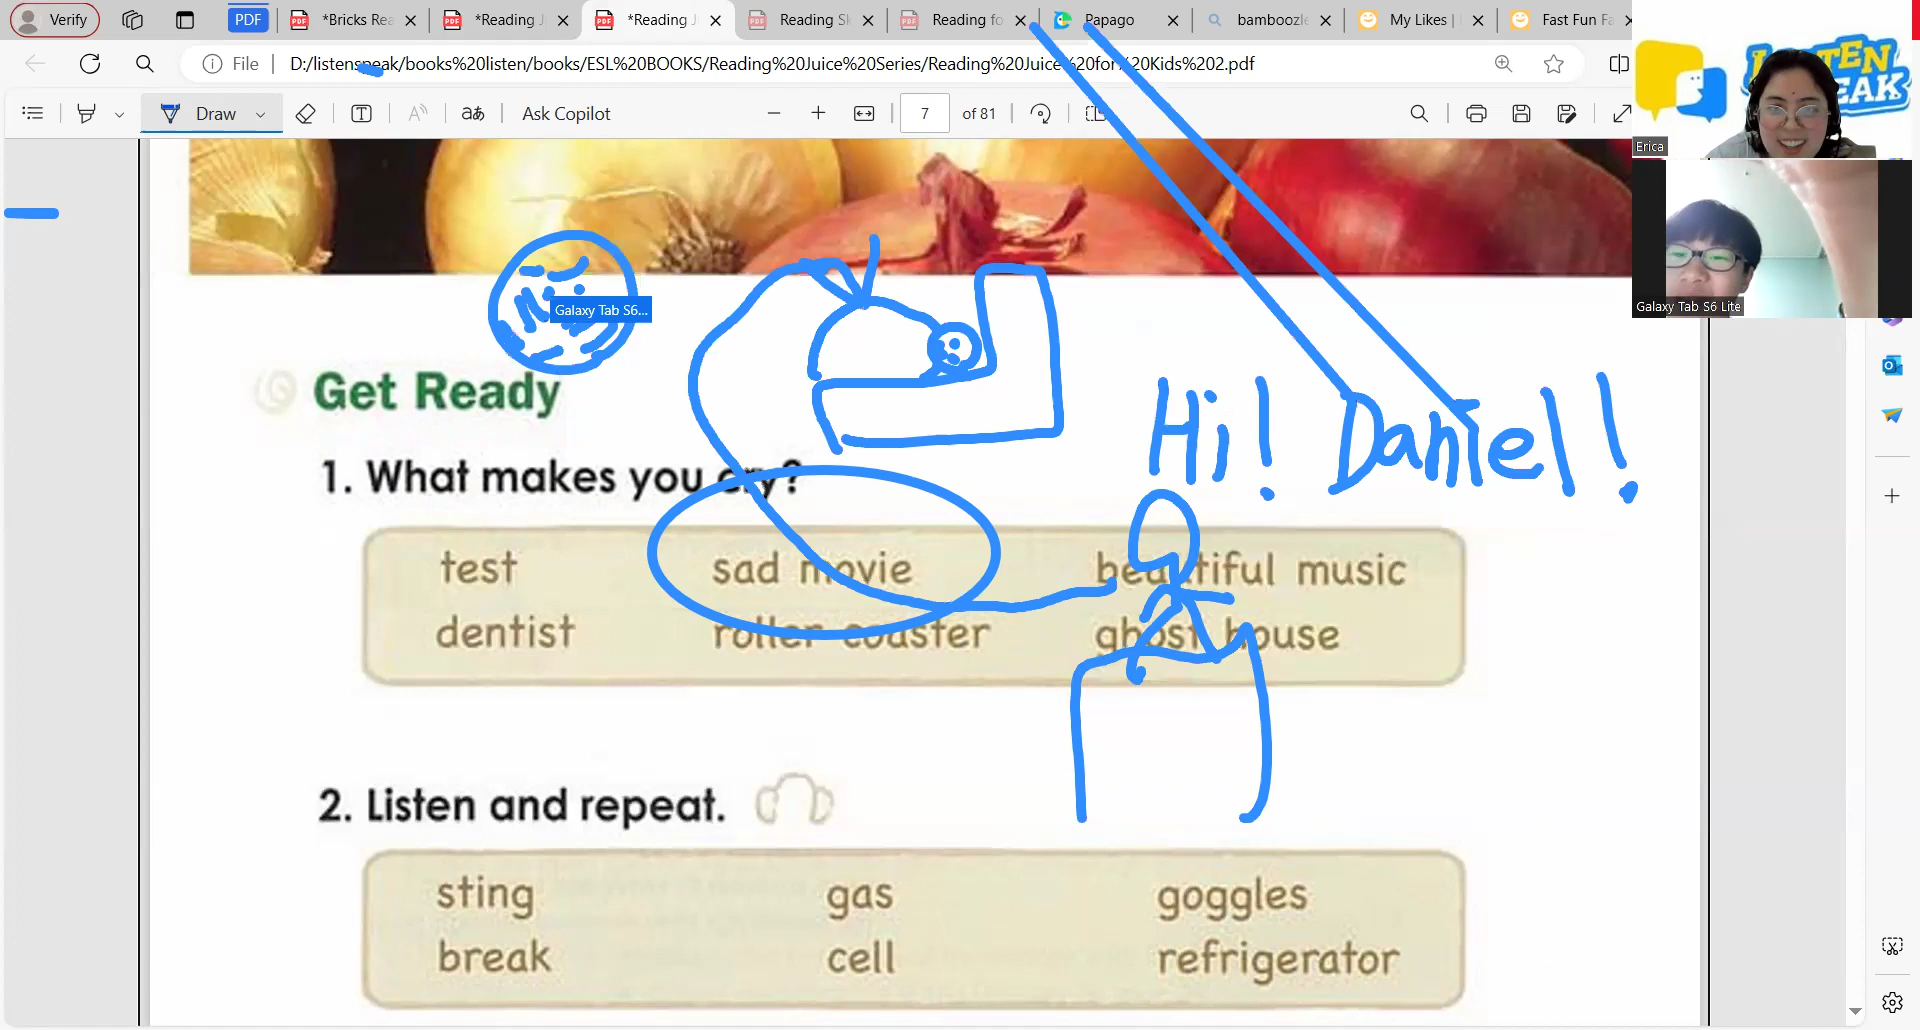 Verify
PDF
*Bricks Rea
*Reading J
*Reading J
Reading Sk
Reading fo
Papago
bamboozle
My Likes |
Fast Fun Fa
File
D:/listenspeak/books%20listen/books/ESL%20BOOKS/Reading%20Juice%20Series/Reading%20Juice%20for%20Kids%202.pdf
Draw
Ask Copilot
7 of 81
LISTEN
SPEAK
Erica
Galaxy Tab S6 Lite
Galaxy Tab S6...
Get Ready
Hi! Daniel!
1. What makes you cry?
test sad movie beautiful music
dentist roller coaster ghost house
2. Listen and repeat.
sting gas goggles
break cell refrigerator